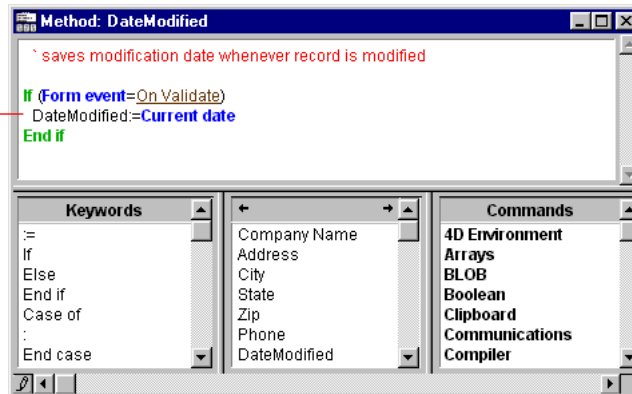 Method: DateModified
` saves modification date whenever record is modified
If (Form event=On Validate)
DateModified:=Current date
End if
Keywords
:=
If
Else
End if
Case of
:
End case
Company Name
Address
City
State
Zip
Phone
DateModified
Commands
4D Environment
Arrays
BLOB
Boolean
Clipboard
Communications
Compiler